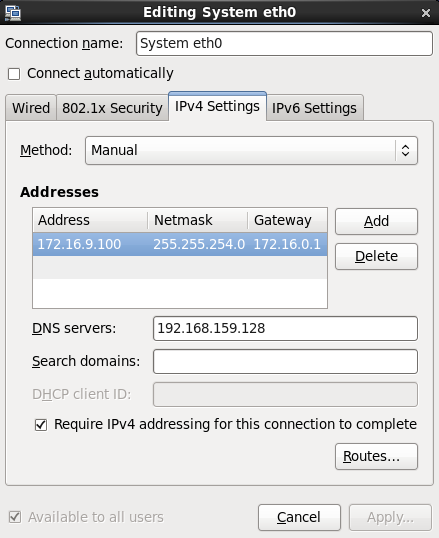 Editing System eth0
Connection name: System eth0
Connect automatically
Wired 802.1x Security IPv4 Settings IPv6 Settings
Method: Manual
Addresses
Address Netmask Gateway
172.16.9.100 255.255.254.0 172.16.0.1
Add
Delete
DNS servers: 192.168.159.128
Search domains:
DHCP client ID:
Require IPv4 addressing for this connection to complete
Routes...
Available to all users Cancel Apply...